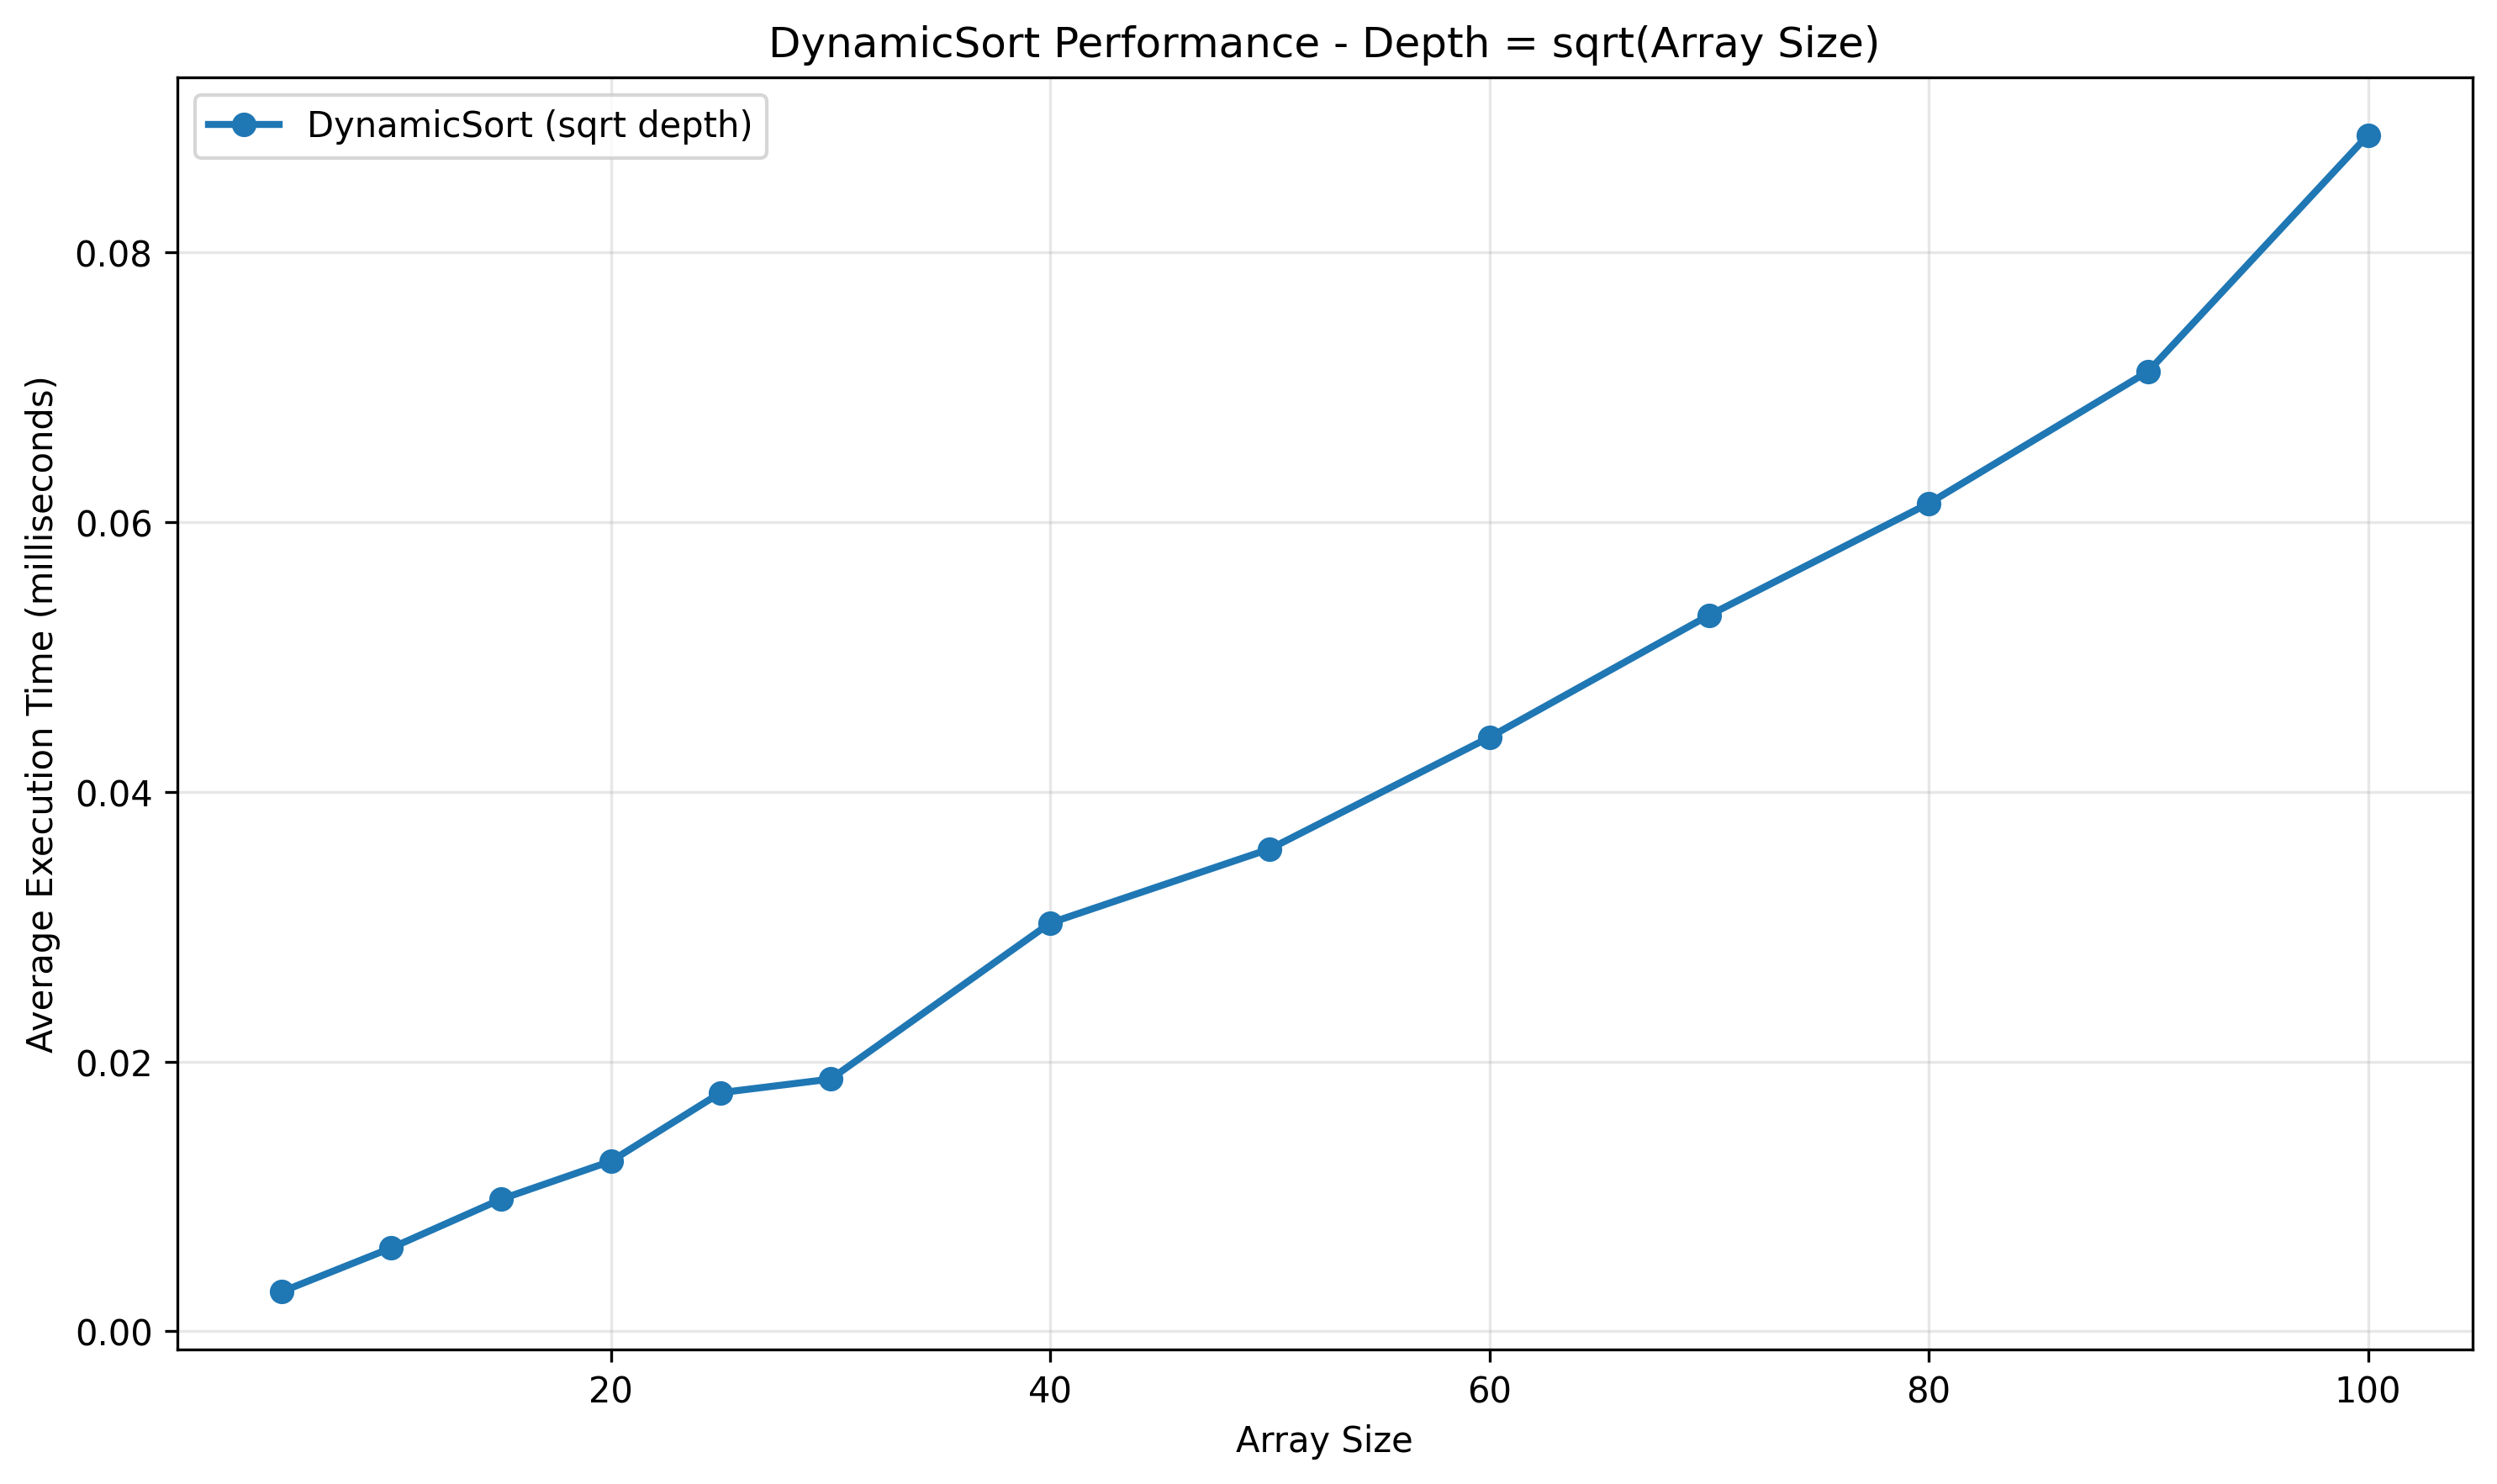 DynamicSort Performance - Depth = sqrt(Array Size)
DynamicSort (sqrt depth)
Average Execution Time (milliseconds)
0.08
0.06
0.04
0.02
0.00
20 40 60 80 100
Array Size